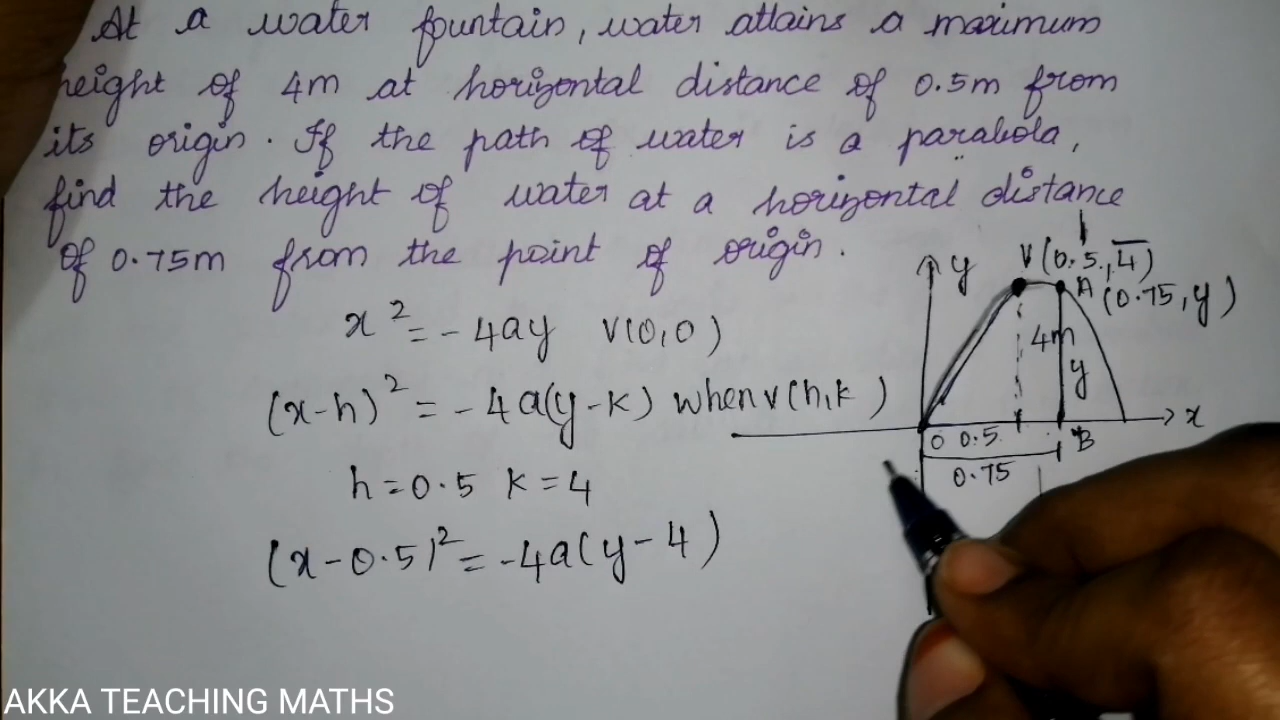 At a water fountain, water attains a maximum
height of 4m at horizontal distance of 0.5m from
its origin. If the path of water is a parabola,
find the height of water at a horizontal distance
of 0.75m from the point of origin.
y
V(0.5, 4)
A (0.75, y)
x² = -4ay V(0,0)
4m
y
(x-h)² = -4a(y-k) when V(h,k)
x
0 0.5
B
0.75
h = 0.5 k = 4
(x-0.5)² = -4a(y-4)
AKKA TEACHING MATHS